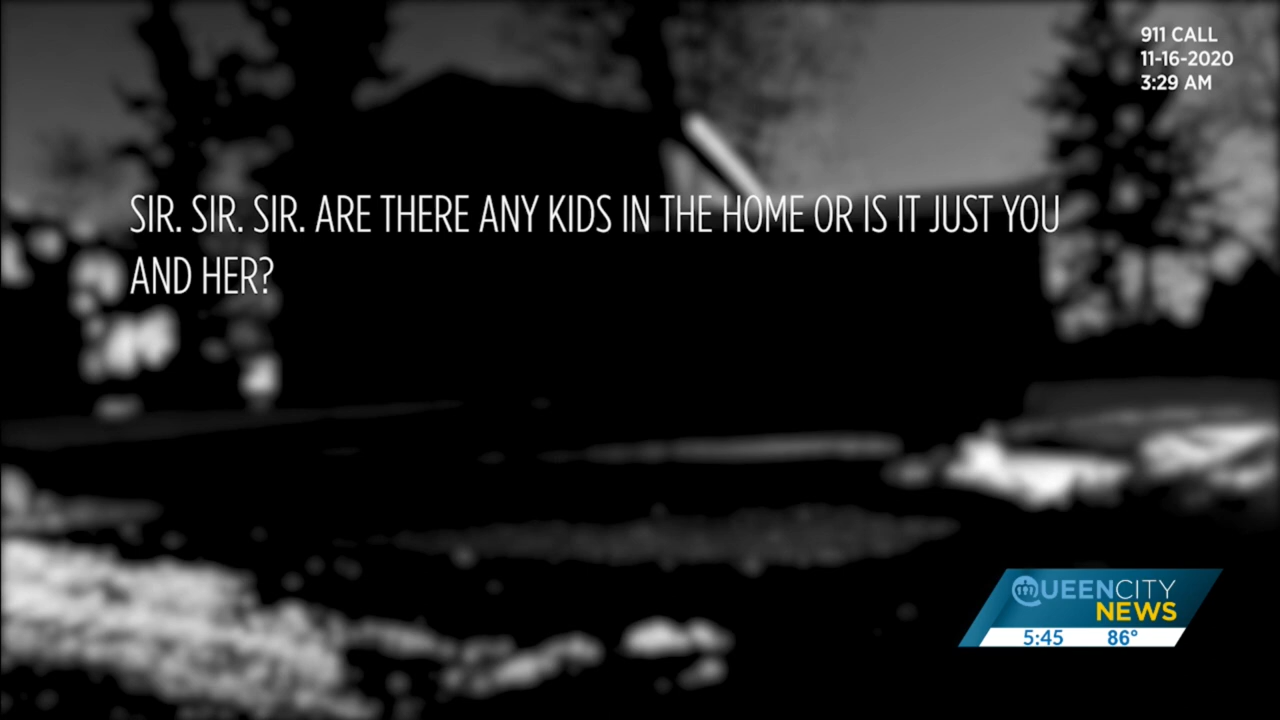 911 CALL
11-16-2020
3:29 AM
SIR. SIR. SIR. ARE THERE ANY KIDS IN THE HOME OR IS IT JUST YOU
AND HER?
QUEENCITY
NEWS
5:45 86°